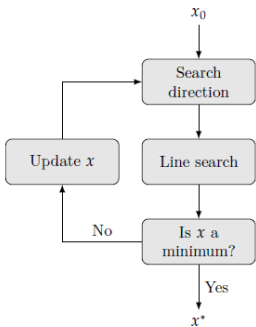 x₀
Search
direction
Update x
Line search
No
Is x a
minimum?
Yes
x*